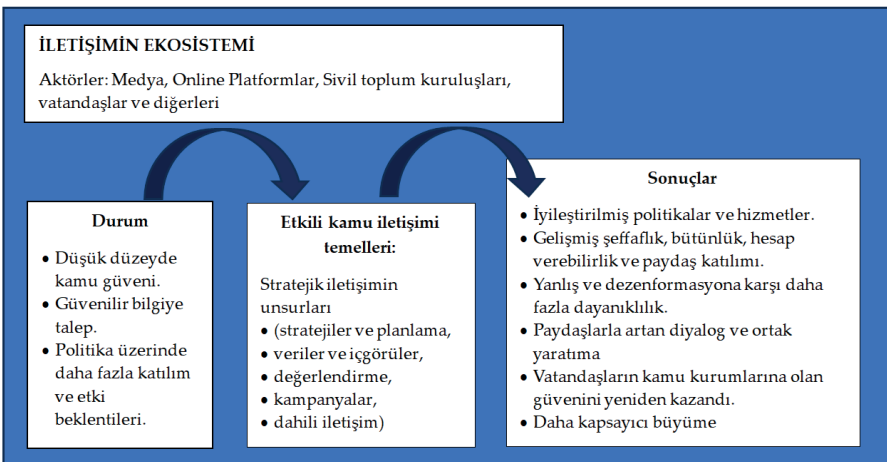 İLETİŞİMİN EKOSİSTEMİ
Aktörler: Medya, Online Platformlar, Sivil toplum kuruluşları,
vatandaşlar ve diğerleri
Durum
• Düşük düzeyde
kamu güveni.
• Güvenilir bilgiye
talep.
• Politika üzerinde
daha fazla katılım
ve etki
beklentileri.
Etkili kamu iletişimi
temelleri:
Stratejik iletişimin
unsurları
• (stratejiler ve planlama,
• veriler ve içgörüler,
• değerlendirme,
• kampanyalar,
• dahili iletişim)
Sonuçlar
• İyileştirilmiş politikalar ve hizmetler.
• Gelişmiş şeffaflık, bütünlük, hesap
verebilirlik ve paydaş katılımı.
• Yanlış ve dezenformasyona karşı daha
fazla dayanıklılık.
• Paydaşlarla artan diyalog ve ortak
yaratıma
• Vatandaşların kamu kurumlarına olan
güvenini yeniden kazandı.
• Daha kapsayıcı büyüme